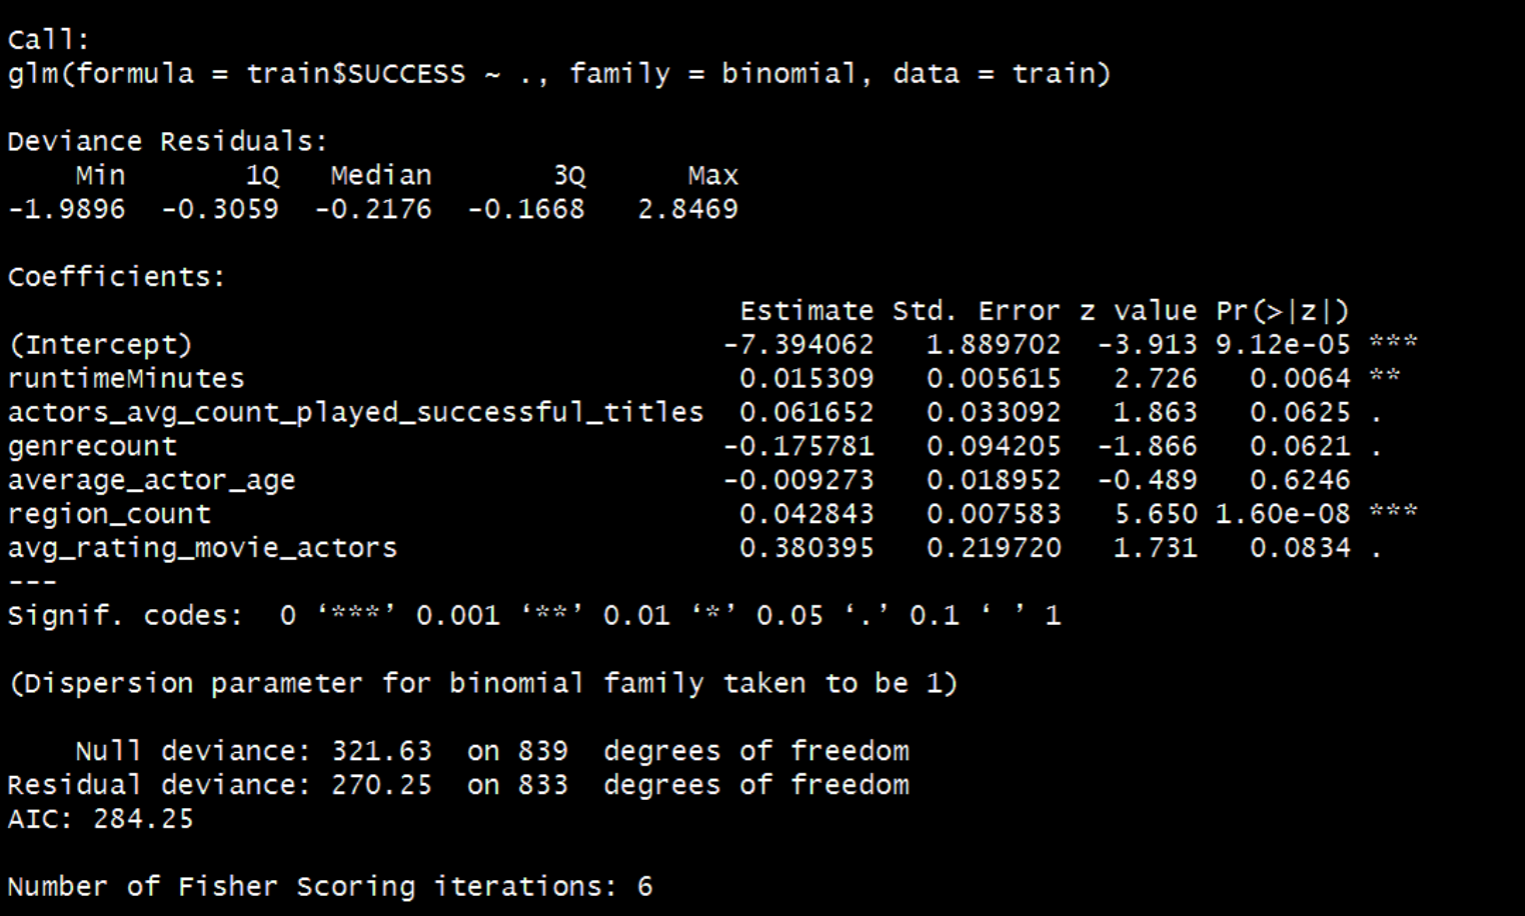 Call:
glm(formula = train$SUCCESS ~ ., family = binomial, data = train)
Deviance Residuals:
    Min       1Q   Median       3Q      Max
-1.9896  -0.3059  -0.2176  -0.1668   2.8469
Coefficients:
                                           Estimate Std. Error z value Pr(>|z|)
(Intercept)                               -7.394062   1.889702  -3.913 9.12e-05 ***
runtimeMinutes                             0.015309   0.005615   2.726   0.0064 **
actors_avg_count_played_successful_titles  0.061652   0.033092   1.863   0.0625 .
genrecount                                -0.175781   0.094205  -1.866   0.0621 .
average_actor_age                         -0.009273   0.018952  -0.489   0.6246
region_count                               0.042843   0.007583   5.650 1.60e-08 ***
avg_rating_movie_actors                    0.380395   0.219720   1.731   0.0834 .
---
Signif. codes:  0 ‘***’ 0.001 ‘**’ 0.01 ‘*’ 0.05 ‘.’ 0.1 ‘ ’ 1
(Dispersion parameter for binomial family taken to be 1)
    Null deviance: 321.63  on 839  degrees of freedom
Residual deviance: 270.25  on 833  degrees of freedom
AIC: 284.25
Number of Fisher Scoring iterations: 6